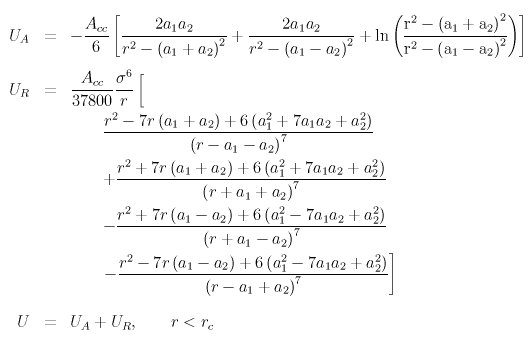 U_A = -\frac{A_{cc}}{6} \left[ \frac{2a_1a_2}{r^2 - (a_1 + a_2)^2} + \frac{2a_1a_2}{r^2 - (a_1 - a_2)^2} + \ln \left( \frac{r^2 - (a_1 + a_2)^2}{r^2 - (a_1 - a_2)^2} \right) \right]
U_R = \frac{A_{cc}}{37800} \frac{\sigma^6}{r} \Big[
\frac{r^2 - 7r(a_1 + a_2) + 6(a_1^2 + 7a_1a_2 + a_2^2)}{(r - a_1 - a_2)^7}
+ \frac{r^2 + 7r(a_1 + a_2) + 6(a_1^2 + 7a_1a_2 + a_2^2)}{(r + a_1 + a_2)^7}
- \frac{r^2 + 7r(a_1 - a_2) + 6(a_1^2 - 7a_1a_2 + a_2^2)}{(r + a_1 - a_2)^7}
- \frac{r^2 - 7r(a_1 - a_2) + 6(a_1^2 - 7a_1a_2 + a_2^2)}{(r - a_1 + a_2)^7} \Big]
U = U_A + U_R, \quad r < r_c